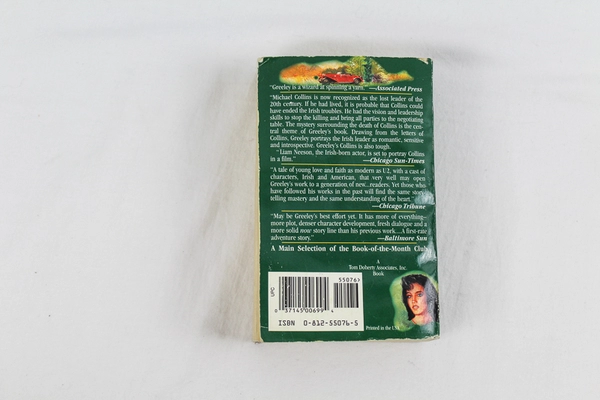 "Greeley is a wizard at spinning a yarn." —Associated Press
"Michael Collins is now recognized as the lost leader of the
20th century. If he had lived, it is probable that Collins could
have ended the Irish troubles. He had the vision and leadership
skills to stop the killing and bring all parties to the negotiating
table. The mystery surrounding the death of Collins is the cen-
tral theme of Greeley's book. Drawing from the letters of
Collins, Greeley portrays the Irish leader as romantic, sensitive
and introspective. Greeley's Collins is also tough.
"Liam Neeson, the Irish-born actor, is set to portray Collins
in a film." —Chicago Sun-Times
"A tale of young love and faith as modern as U2, with a cast of
characters, Irish and American, that very well may open
Greeley's work to a generation of new...readers. Yet those who
have followed his works in the past will find the same story-
telling mastery and the same understanding of the heart."
—Chicago Tribune
"May be Greeley's best effort yet. It has more of everything–
more plot, denser character development, fresh dialogue and a
more solid now story line than his previous work...A first-rate
adventure story." —Baltimore Sun
A Main Selection of the Book-of-the-Month Club
A
Tom Doherty Associates, Inc.
Book
55076
UPC
0 37145 00699 4
ISBN 0-812-55076-5
Printed in the USA